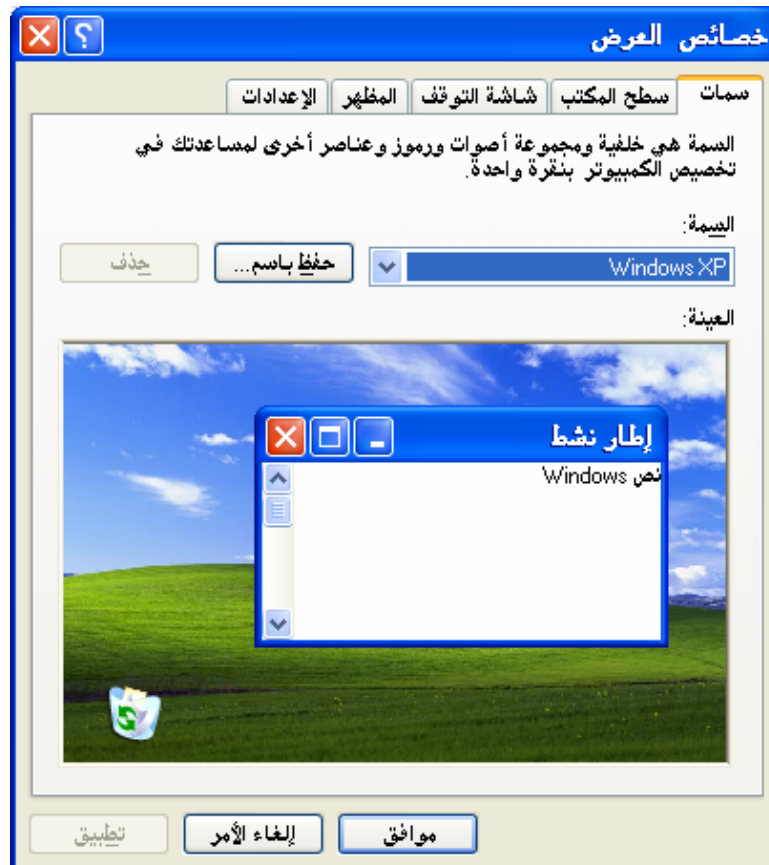 خصائص العرض
سمات سطح المكتب شاشة التوقف المظهر الإعدادات
السمة هي خلفية ومجموعة أصوات ورموز وعناصر أخرى لمساعدتك في
تخصيص الكمبيوتر بنقرة واحدة.
السمة:
Windows XP حفظ باسم... حذف
العينة:
إطار نشط
نص Windows
موافق إلغاء الأمر تطبيق